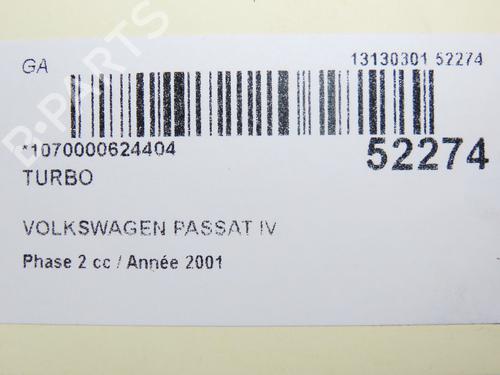 GA
13130301 52274
*1070000624404
52274
TURBO
VOLKSWAGEN PASSAT IV
Phase 2 cc / Année 2001
B-PARTS